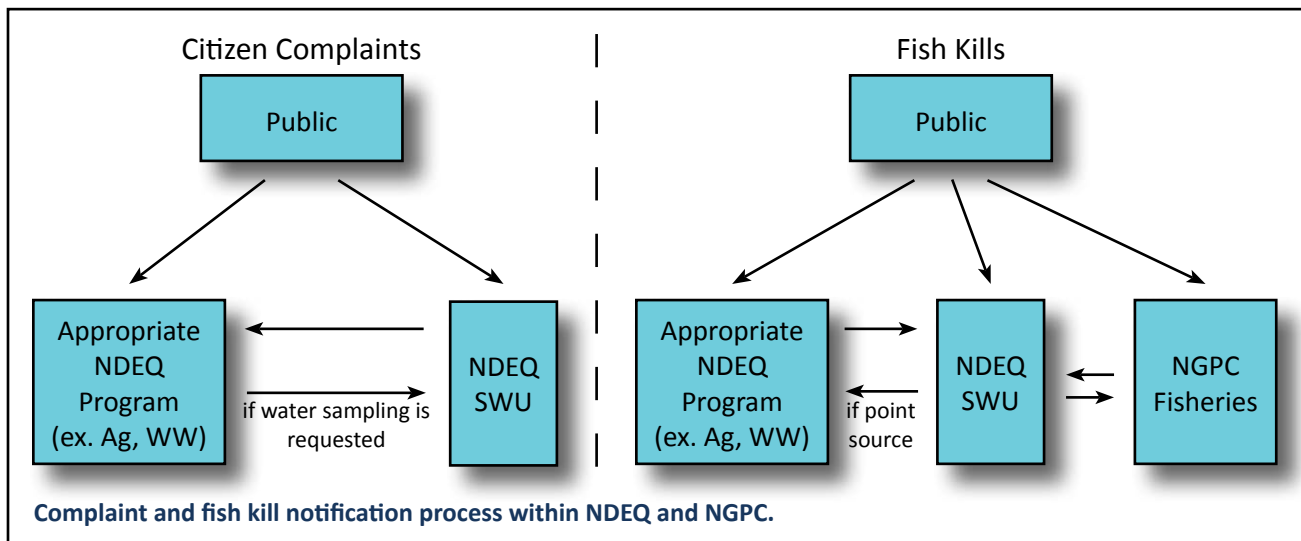 Citizen Complaints
Public
Appropriate
NDEQ
Program
(ex. Ag, WW)
if water sampling is
requested
NDEQ
SWU
Fish Kills
Public
Appropriate
NDEQ
Program
(ex. Ag, WW)
if point
source
NDEQ
SWU
NGPC
Fisheries
Complaint and fish kill notification process within NDEQ and NGPC.